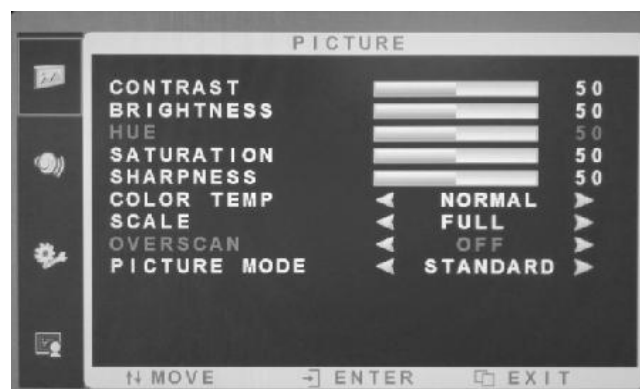 PICTURE
CONTRAST 50
BRIGHTNESS 50
HUE 50
SATURATION 50
SHARPNESS 50
COLOR TEMP NORMAL
SCALE FULL
OVERSCAN OFF
PICTURE MODE STANDARD
MOVE ENTER EXIT